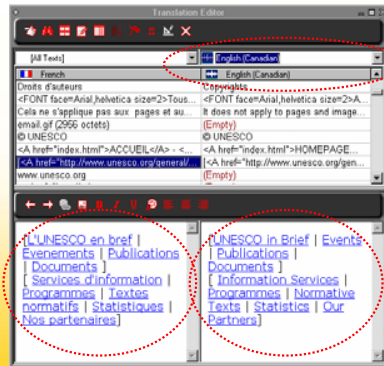 Translation Editor
[All Texts] English (Canadian)
French English (Canadian)
Droits d'auteurs Copyrights
<FONT face=Arial,helvetica size=2>Tous... <FONT face=Arial,helvetica size=2>A...
Cela ne s'applique pas aux pages et au... It does not apply to pages and image...
email.gif (2966 octets) (Empty)
© UNESCO © UNESCO
<A href="index.html">ACCUEIL</A> - <... <A href="index.html">HOMEPAGE...
[<A href="http://www.unesco.org/general/... [<A href="http://www.unesco.org/gen...
www.unesco.org (Empty)
[L'UNESCO en bref |
Evenements | Publications
| Documents ]
[ Services d'information |
Programmes | Textes
normatifs | Statistiques |
Nos partenaires]
[UNESCO in Brief | Events
| Publications |
Documents ]
[ Information Services |
Programmes | Normative
Texts | Statistics | Our
Partners]